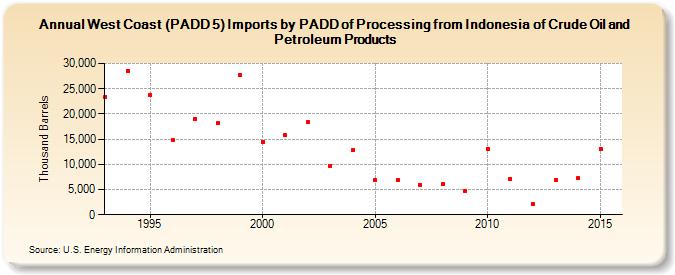 Annual West Coast (PADD 5) Imports by PADD of Processing from Indonesia of Crude Oil and
Petroleum Products
Thousand Barrels
30,000
25,000
20,000
15,000
10,000
5,000
0
1995 2000 2005 2010 2015
Source: U.S. Energy Information Administration